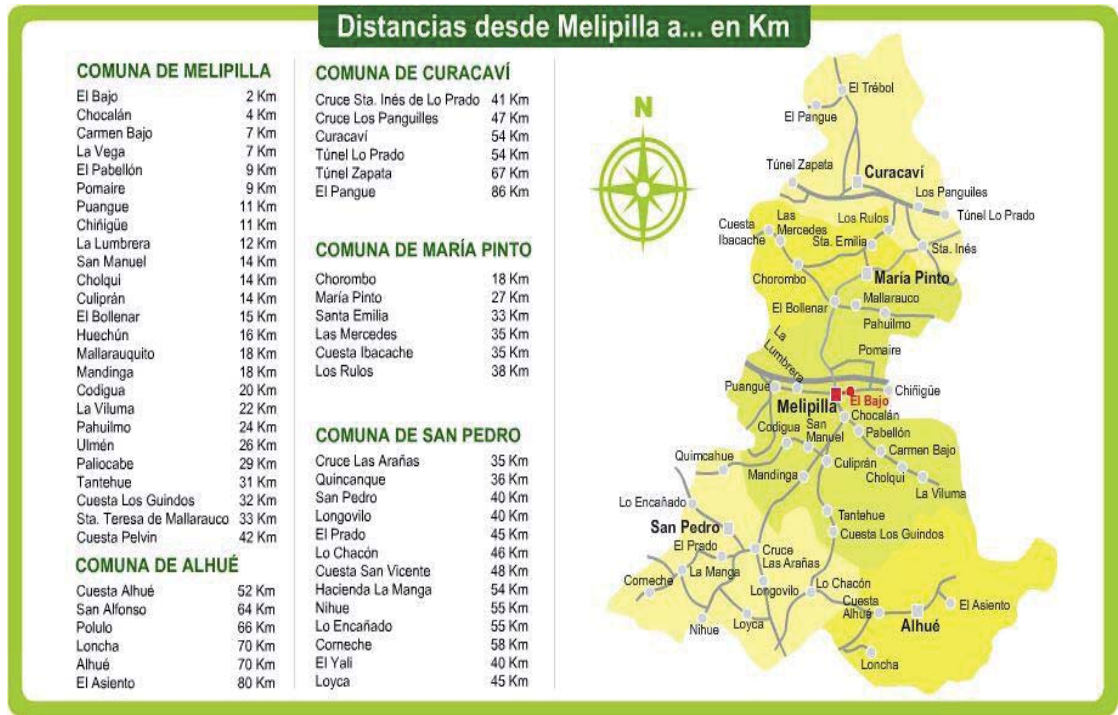 Distancias desde Melipilla a... en Km
COMUNA DE MELIPILLA
El Bajo 2 Km
Chocalán 4 Km
Carmen Bajo 7 Km
La Vega 7 Km
El Pabellón 9 Km
Pomaire 9 Km
Puangue 11 Km
Chiñigüe 11 Km
La Lumbrera 12 Km
San Manuel 14 Km
Cholqui 14 Km
Culiprán 14 Km
El Bollenar 15 Km
Huechún 16 Km
Mallarauquito 18 Km
Mandinga 18 Km
Codigua 20 Km
La Viluma 22 Km
Pahuilmo 24 Km
Ulmén 26 Km
Paliocabe 29 Km
Tantehue 31 Km
Cuesta Los Guindos 32 Km
Sta. Teresa de Mallarauco 33 Km
Cuesta Pelvin 42 Km
COMUNA DE ALHUÉ
Cuesta Alhué 52 Km
San Alfonso 64 Km
Polulo 66 Km
Loncha 70 Km
Alhué 70 Km
El Asiento 80 Km
COMUNA DE CURACAVÍ
Cruce Sta. Inés de Lo Prado 41 Km
Cruce Los Panguilles 47 Km
Curacaví 54 Km
Túnel Lo Prado 54 Km
Túnel Zapata 67 Km
El Pangue 86 Km
COMUNA DE MARÍA PINTO
Chorombo 18 Km
María Pinto 27 Km
Santa Emilia 33 Km
Las Mercedes 35 Km
Cuesta Ibacache 35 Km
Los Rulos 38 Km
COMUNA DE SAN PEDRO
Cruce Las Arañas 35 Km
Quincanque 36 Km
San Pedro 40 Km
Longovilo 40 Km
El Prado 45 Km
Lo Chacón 46 Km
Cuesta San Vicente 48 Km
Hacienda La Manga 54 Km
Nihue 55 Km
Lo Encañado 55 Km
Corneche 58 Km
El Yali 40 Km
Loyca 45 Km
N
El Trébol
El Pangue
Túnel Zapata
Curacaví
Los Panguiles
Túnel Lo Prado
Las
Mercedes
Los Rulos
Cuesta
Ibacache
Sta. Emilia
Sta. Inés
Chorombo
María Pinto
Mallarauco
El Bollenar
Pahuilmo
La
Lumbrera
Pomaire
Puangue
Chiñigüe
Melipilla
El Bajo
Chocalán
Codigua
San
Manuel
Pabellón
Carmen Bajo
Quimcahue
Culiprán
Cholqui
Mandinga
La Viluma
Lo Encañado
Tantehue
San Pedro
Cuesta Los Guindos
El Prado
Cruce
Las Arañas
La Manga
Corneche
Longovilo
Lo Chacón
Cuesta
Alhué
El Asiento
Nihue
Loyca
Alhué
Loncha